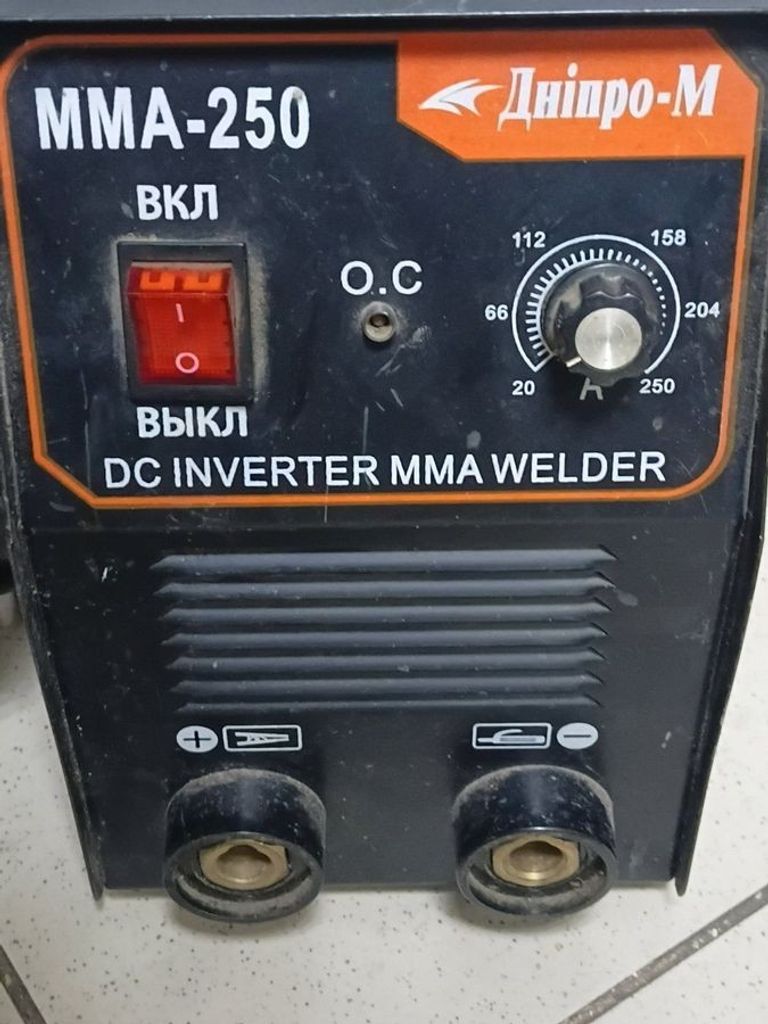 Дніпро-М
MMA-250
ВКЛ
I
O
ВЫКЛ
O.C
112
158
66
204
20
250
A
DC INVERTER MMA WELDER
+
−